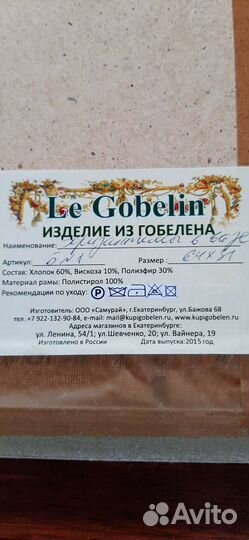 Le Gobelin
ИЗДЕЛИЕ ИЗ ГОБЕЛЕНА
Наименование: Хризантемы в вазе
Артикул: Размер: 64х91
Состав: Хлопок 60%, Вискоза 10%, Полиэфир 30%
Материал рамы: Полистирол 100%
Рекомендации по уходу: P
Изготовитель: ООО «Самурай», г.Екатеринбург, ул.Бажова 68
тел. +7 922-132-90-84, e-mail: mail@kupigobelen.ru, www.kupigobelen.ru
Адреса магазинов в Екатеринбурге:
ул. Ленина, 54/1; ул.Шевченко, 20; ул. Вайнера, 19
Изготовлено в России Дата выпуска:2015 год
Avito